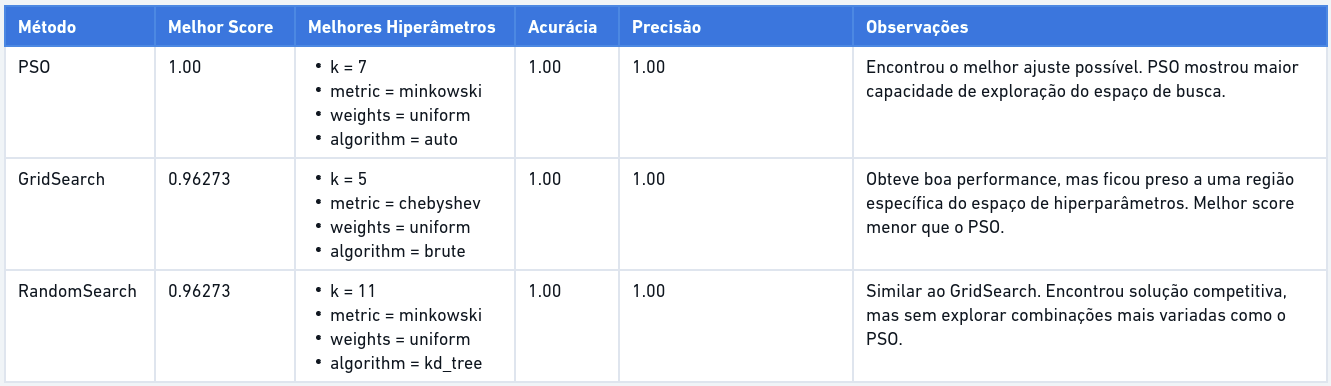 Método Melhor Score Melhores Hiperâmetros Acurácia Precisão Observações
PSO 1.00 • k = 7 1.00 1.00 Encontrou o melhor ajuste possível. PSO mostrou maior
• metric = minkowski capacidade de exploração do espaço de busca.
• weights = uniform
• algorithm = auto
GridSearch 0.96273 • k = 5 1.00 1.00 Obteve boa performance, mas ficou preso a uma região
• metric = chebyshev específica do espaço de hiperparâmetros. Melhor score
• weights = uniform menor que o PSO.
• algorithm = brute
RandomSearch 0.96273 • k = 11 1.00 1.00 Similar ao GridSearch. Encontrou solução competitiva,
• metric = minkowski mas sem explorar combinações mais variadas como o
• weights = uniform PSO.
• algorithm = kd_tree